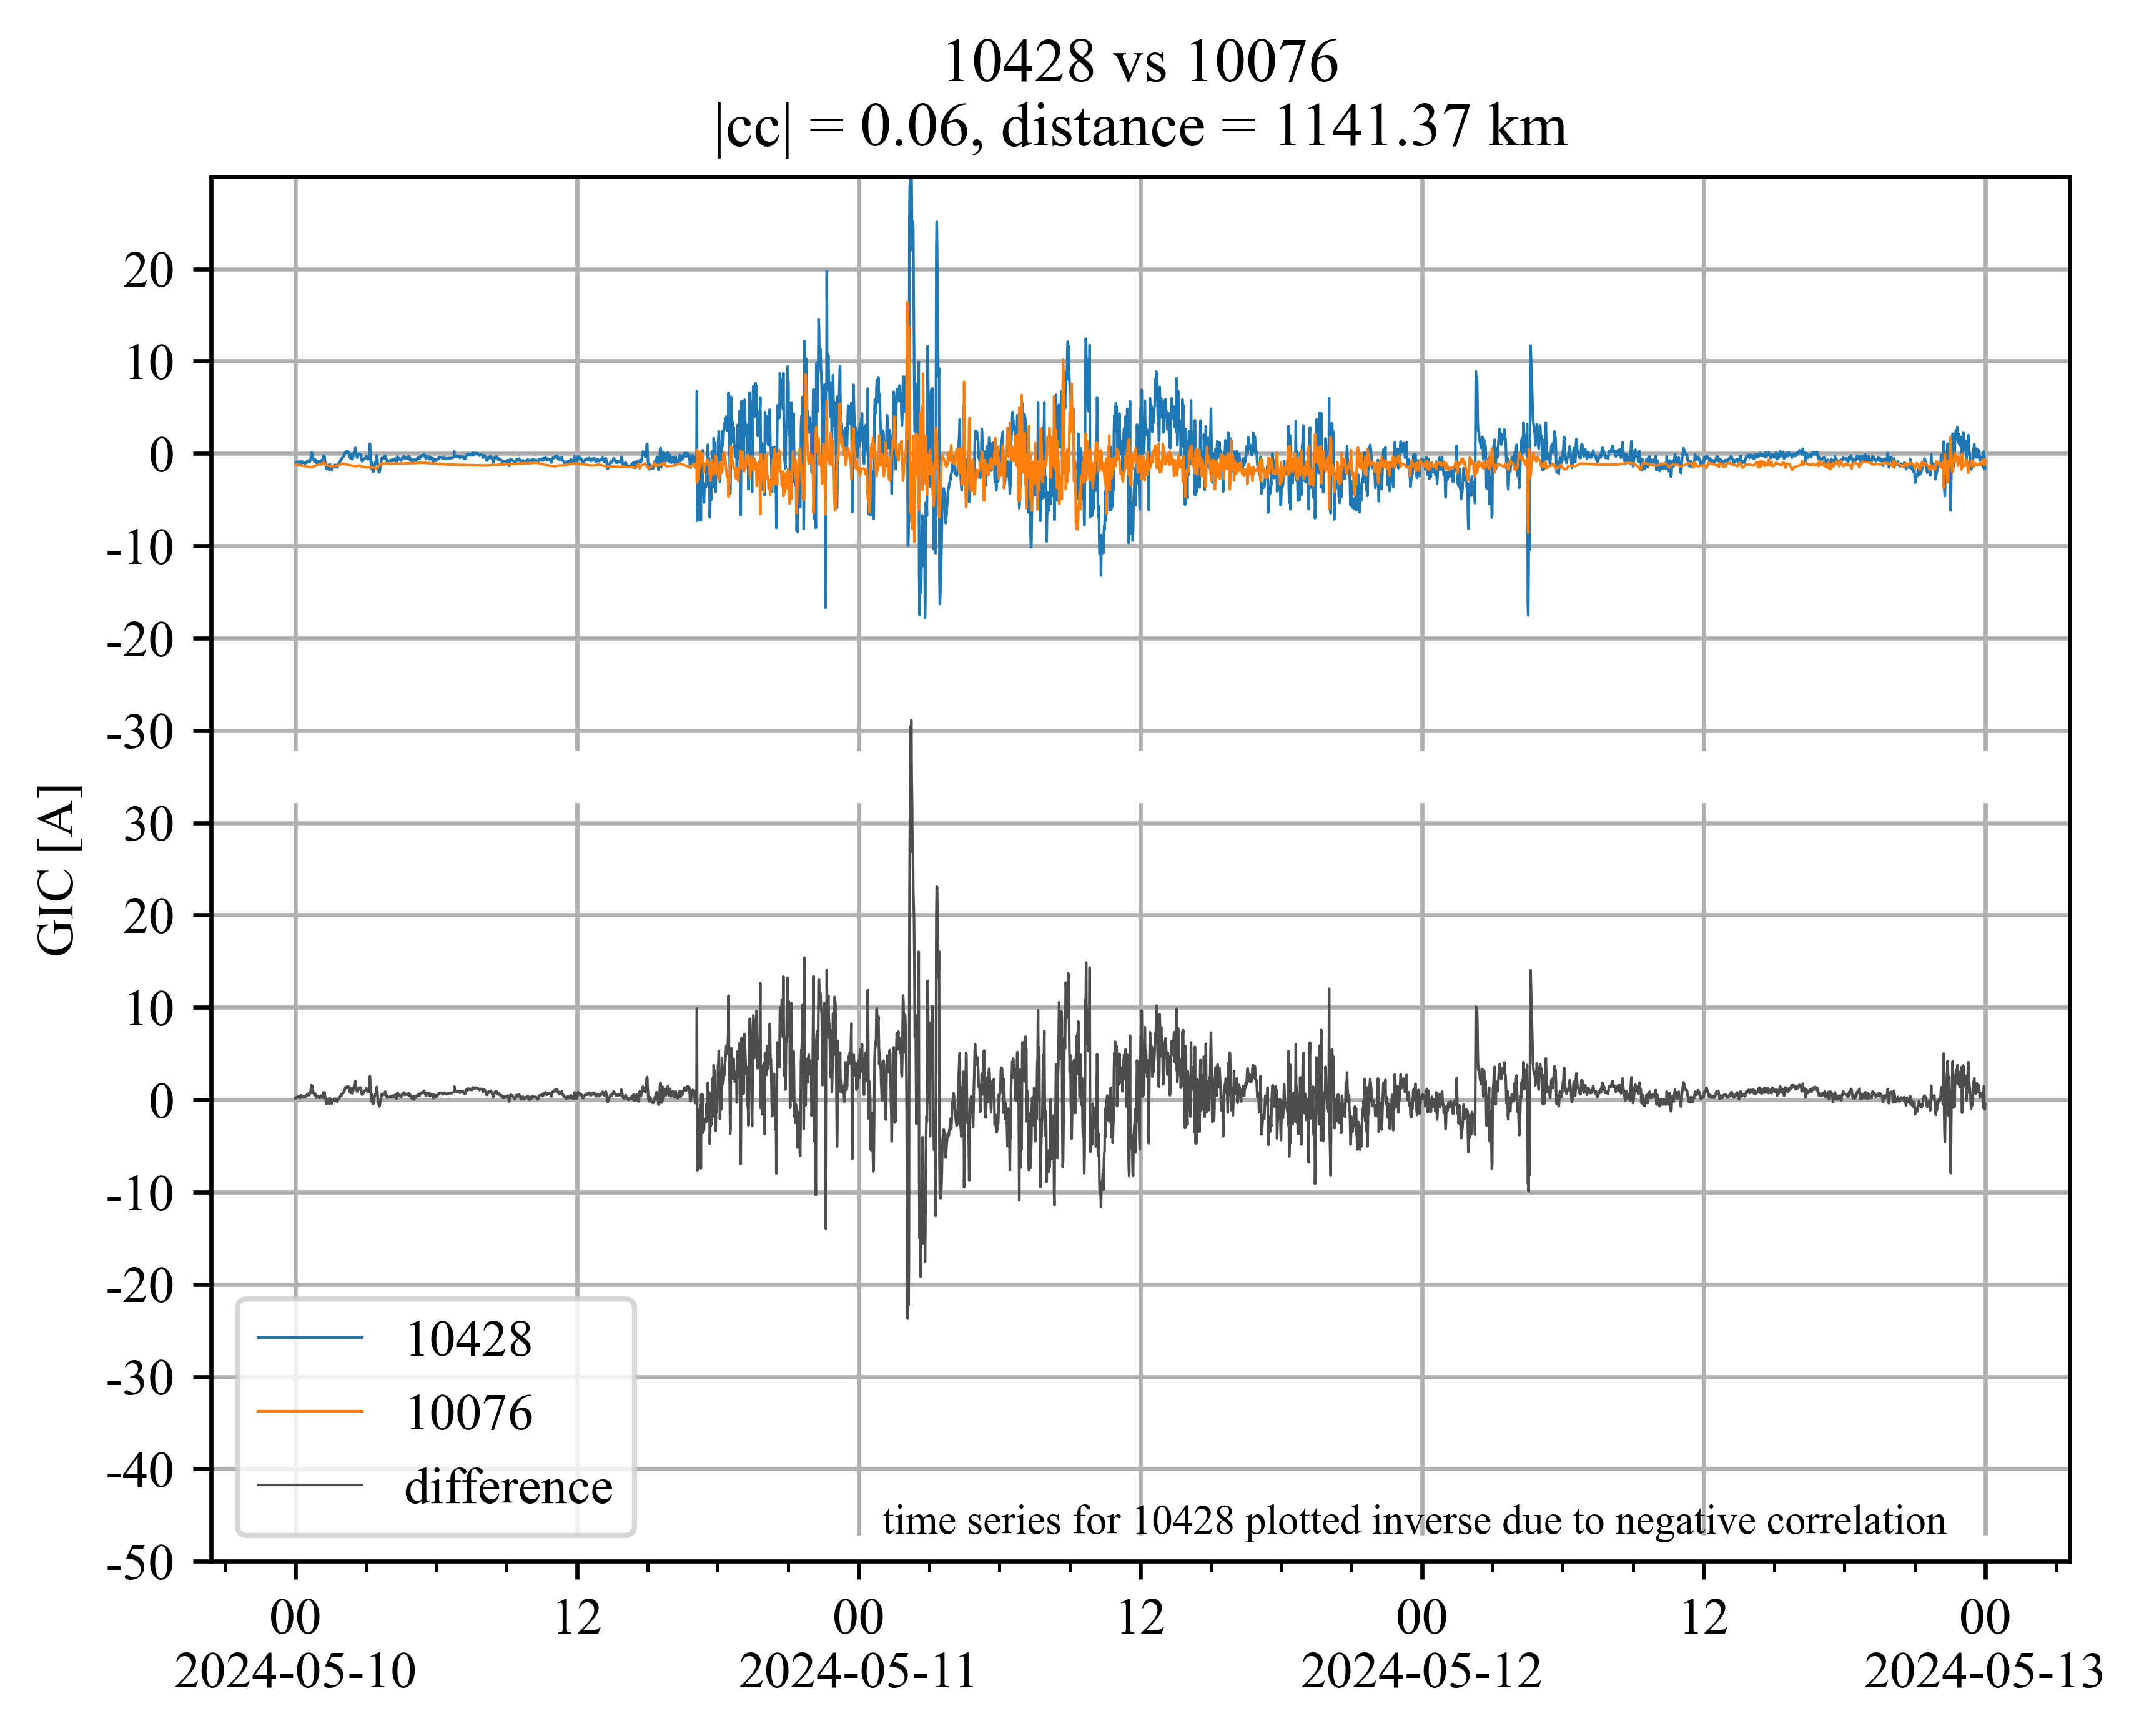 10428 vs 10076
|cc| = 0.06, distance = 1141.37 km
20
10
0
-10
-20
-30
30
20
10
0
-10
-20
-30
-40
-50
GIC [A]
10428
10076
difference
time series for 10428 plotted inverse due to negative correlation
00 12 00 12 00 12 00
2024-05-10 2024-05-11 2024-05-12 2024-05-13